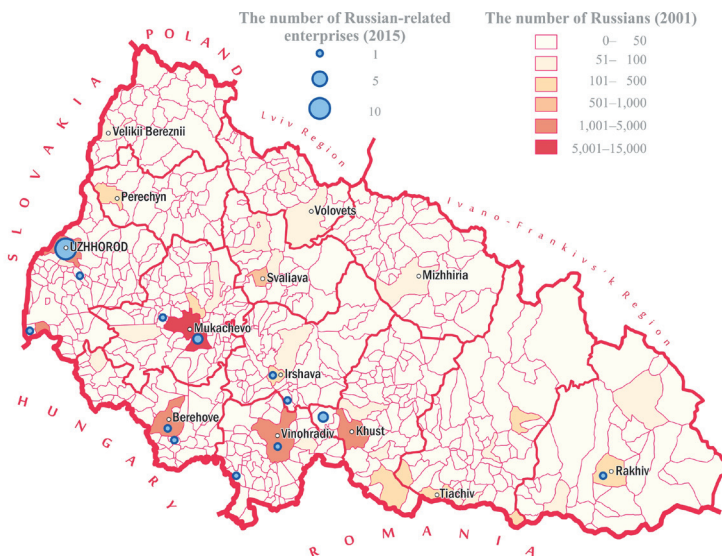 The number of Russian-related
enterprises (2015)
1
5
10
The number of Russians (2001)
0– 50
51– 100
101– 500
501–1,000
1,001–5,000
5,001–15,000
POLAND
SLOVAKIA
Lviv Region
Ivano-Frankivs'k Region
HUNGARY
ROMANIA
Velikii Bereznii
Perechyn
Volovets
UZHHOROD
Svaliava
Mizhhiria
Mukachevo
Irshava
Berehove
Vinohradiv
Khust
Rakhiv
Tiachiv